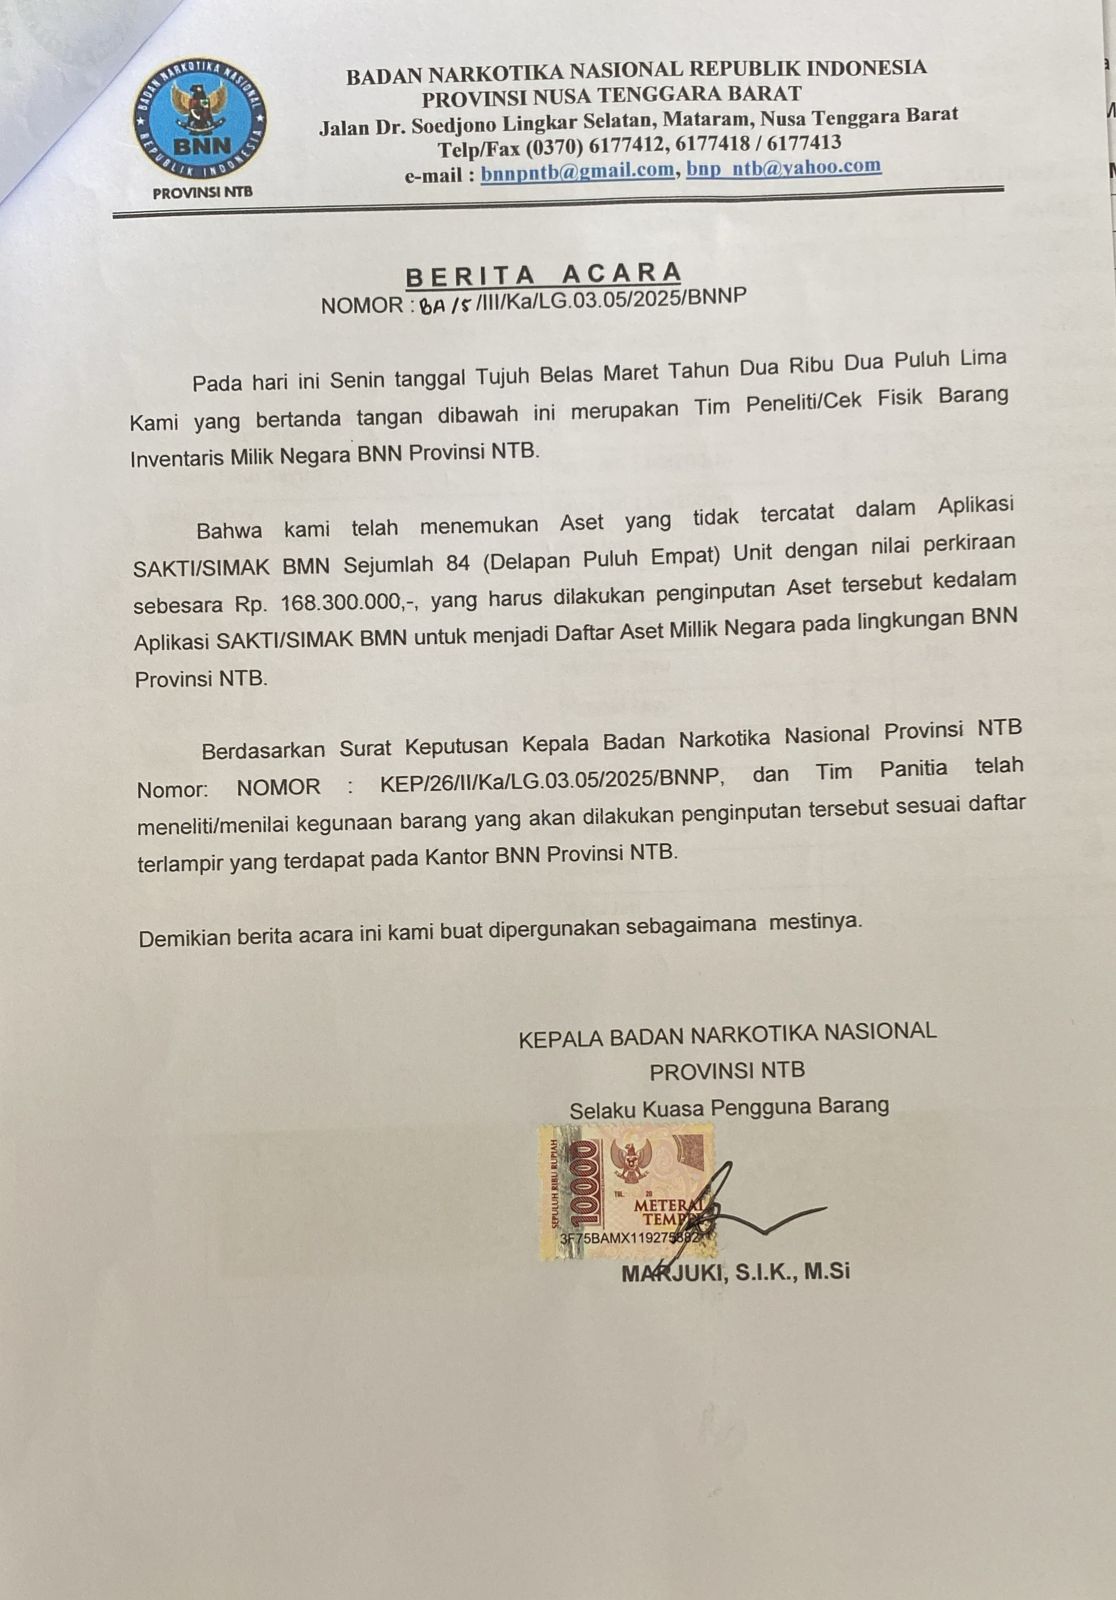 BADAN NARKOTIKA NASIONAL
REPUBLIK INDONESIA
BNN
PROVINSI NTB
BADAN NARKOTIKA NASIONAL REPUBLIK INDONESIA
PROVINSI NUSA TENGGARA BARAT
Jalan Dr. Soedjono Lingkar Selatan, Mataram, Nusa Tenggara Barat
Telp/Fax (0370) 6177412, 6177418 / 6177413
e-mail : bnnpntb@gmail.com, bnp_ntb@yahoo.com
BERITA ACARA
NOMOR : BA/5/III/Ka/LG.03.05/2025/BNNP
Pada hari ini Senin tanggal Tujuh Belas Maret Tahun Dua Ribu Dua Puluh Lima
Kami yang bertanda tangan dibawah ini merupakan Tim Peneliti/Cek Fisik Barang
Inventaris Milik Negara BNN Provinsi NTB.
Bahwa kami telah menemukan Aset yang tidak tercatat dalam Aplikasi
SAKTI/SIMAK BMN Sejumlah 84 (Delapan Puluh Empat) Unit dengan nilai perkiraan
sebesara Rp. 168.300.000,-, yang harus dilakukan penginputan Aset tersebut kedalam
Aplikasi SAKTI/SIMAK BMN untuk menjadi Daftar Aset Millik Negara pada lingkungan BNN
Provinsi NTB.
Berdasarkan Surat Keputusan Kepala Badan Narkotika Nasional Provinsi NTB
Nomor: NOMOR : KEP/26/II/Ka/LG.03.05/2025/BNNP, dan Tim Panitia telah
meneliti/menilai kegunaan barang yang akan dilakukan penginputan tersebut sesuai daftar
terlampir yang terdapat pada Kantor BNN Provinsi NTB.
Demikian berita acara ini kami buat dipergunakan sebagaimana mestinya.
KEPALA BADAN NARKOTIKA NASIONAL
PROVINSI NTB
Selaku Kuasa Pengguna Barang
SEPULUH RIBU RUPIAH
10000
TGL. 20
METERAI
TEMPEL
MARJUKI, S.I.K., M.Si